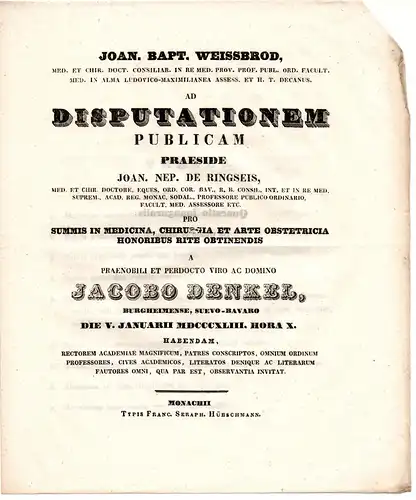 JOAN. BAPT. WEISSBROD,
MED. ET CHIR. DOCT. CONSILIAR. IN RE MED. PROV. PROF. PUBL. ORD. FACULT.
MED. IN ALMA LUDOVICO-MAXIMILIANEA ASSESS. ET H. T. DECANUS.
AD
DISPUTATIONEM
PUBLICAM
PRAESIDE
JOAN. NEP. DE RINGSEIS,
MED. ET CHIR. DOCTORE, EQUES, ORD. COR. BAV., R. B. CONSIL, INT. ET IN RE MED.
SUPREM., ACAD. REG. MONAC. SODAL., PROFESSORE PUBLICO ORDINARIO,
FACULT. MED. ASSESSORE ETC.
PRO
SUMMIS IN MEDICINA, CHIRURGIA ET ARTE OBSTETRICIA
HONORIBUS RITE OBTINENDIS
A
PRAENOBILI ET PERDOCTO VIRO AC DOMINO
JACOBO DENKEL,
BURGHEIMENSE, SUEVO-BAVARO
DIE V. JANUARII MDCCCXLIII. HORA X.
HABENDAM,
RECTOREM ACADEMIAE MAGNIFICUM, PATRES CONSCRIPTOS, OMNIUM ORDINUM
PROFESSORES, CIVES ACADEMICOS, LITERATOS DENIQUE AC LITERARUM
FAUTORES OMNI, QUA PAR EST, OBSERVANTIA INVITAT.
MONACHII
TYPIS FRANC. SERAPH. HÜBSCHMANN.